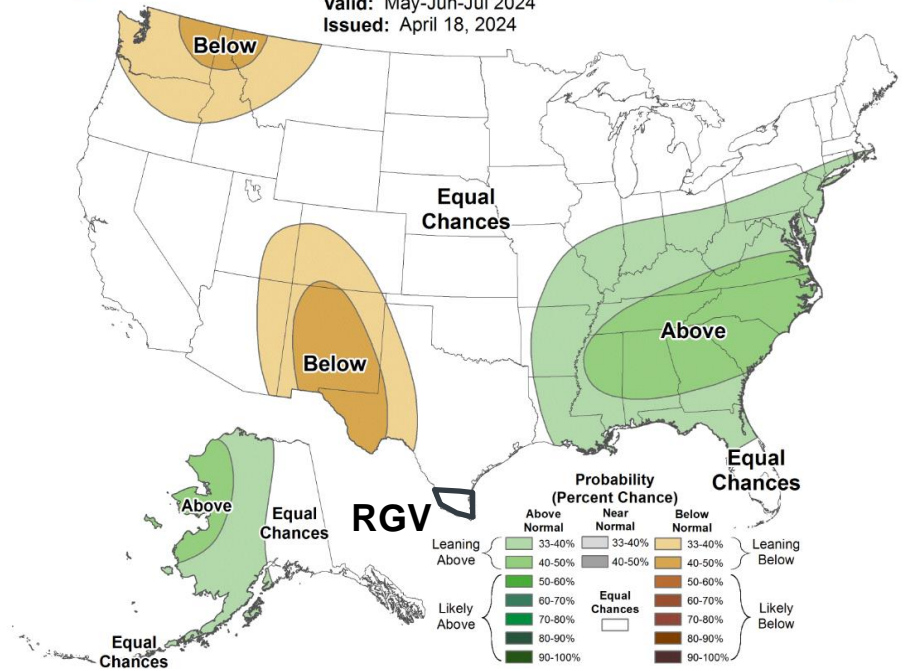 Valid: May-Jun-Jul 2024
Issued: April 18, 2024
Below
Equal
Chances
Above
Below
Equal
Chances
Above
Equal
Chances
RGV
Equal
Chances
Probability
(Percent Chance)
Above
Normal
Near
Normal
Below
Normal
Leaning
Above
33-40%
33-40%
33-40%
Leaning
Below
40-50%
40-50%
40-50%
Likely
Above
50-60%
50-60%
Likely
Below
60-70%
Equal
Chances
60-70%
70-80%
70-80%
80-90%
80-90%
90-100%
90-100%